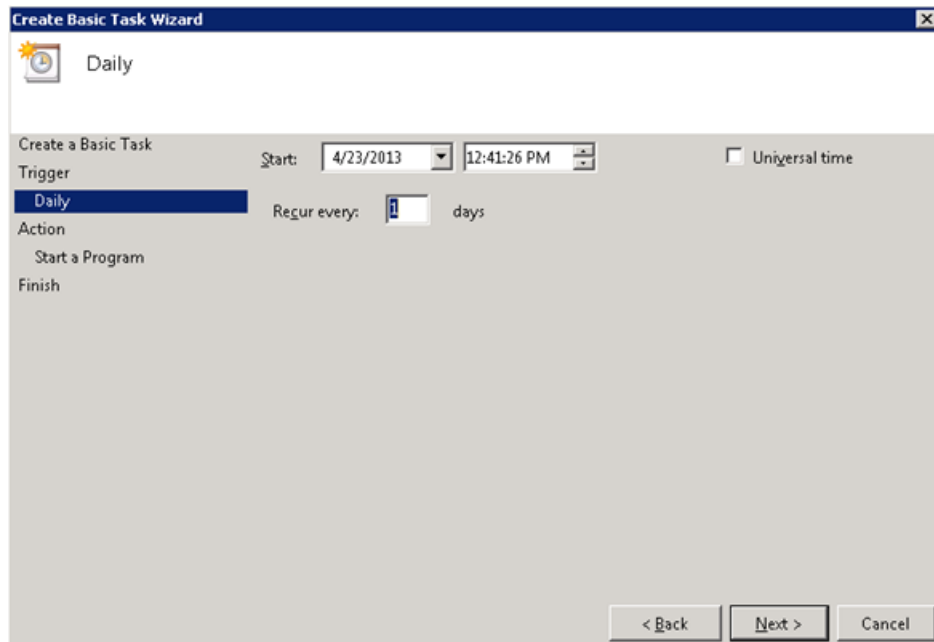 Create Basic Task Wizard
Daily
Create a Basic Task
Trigger
Daily
Action
Start a Program
Finish
Start: 4/23/2013 12:41:26 PM Universal time
Recur every: 1 days
< Back Next > Cancel